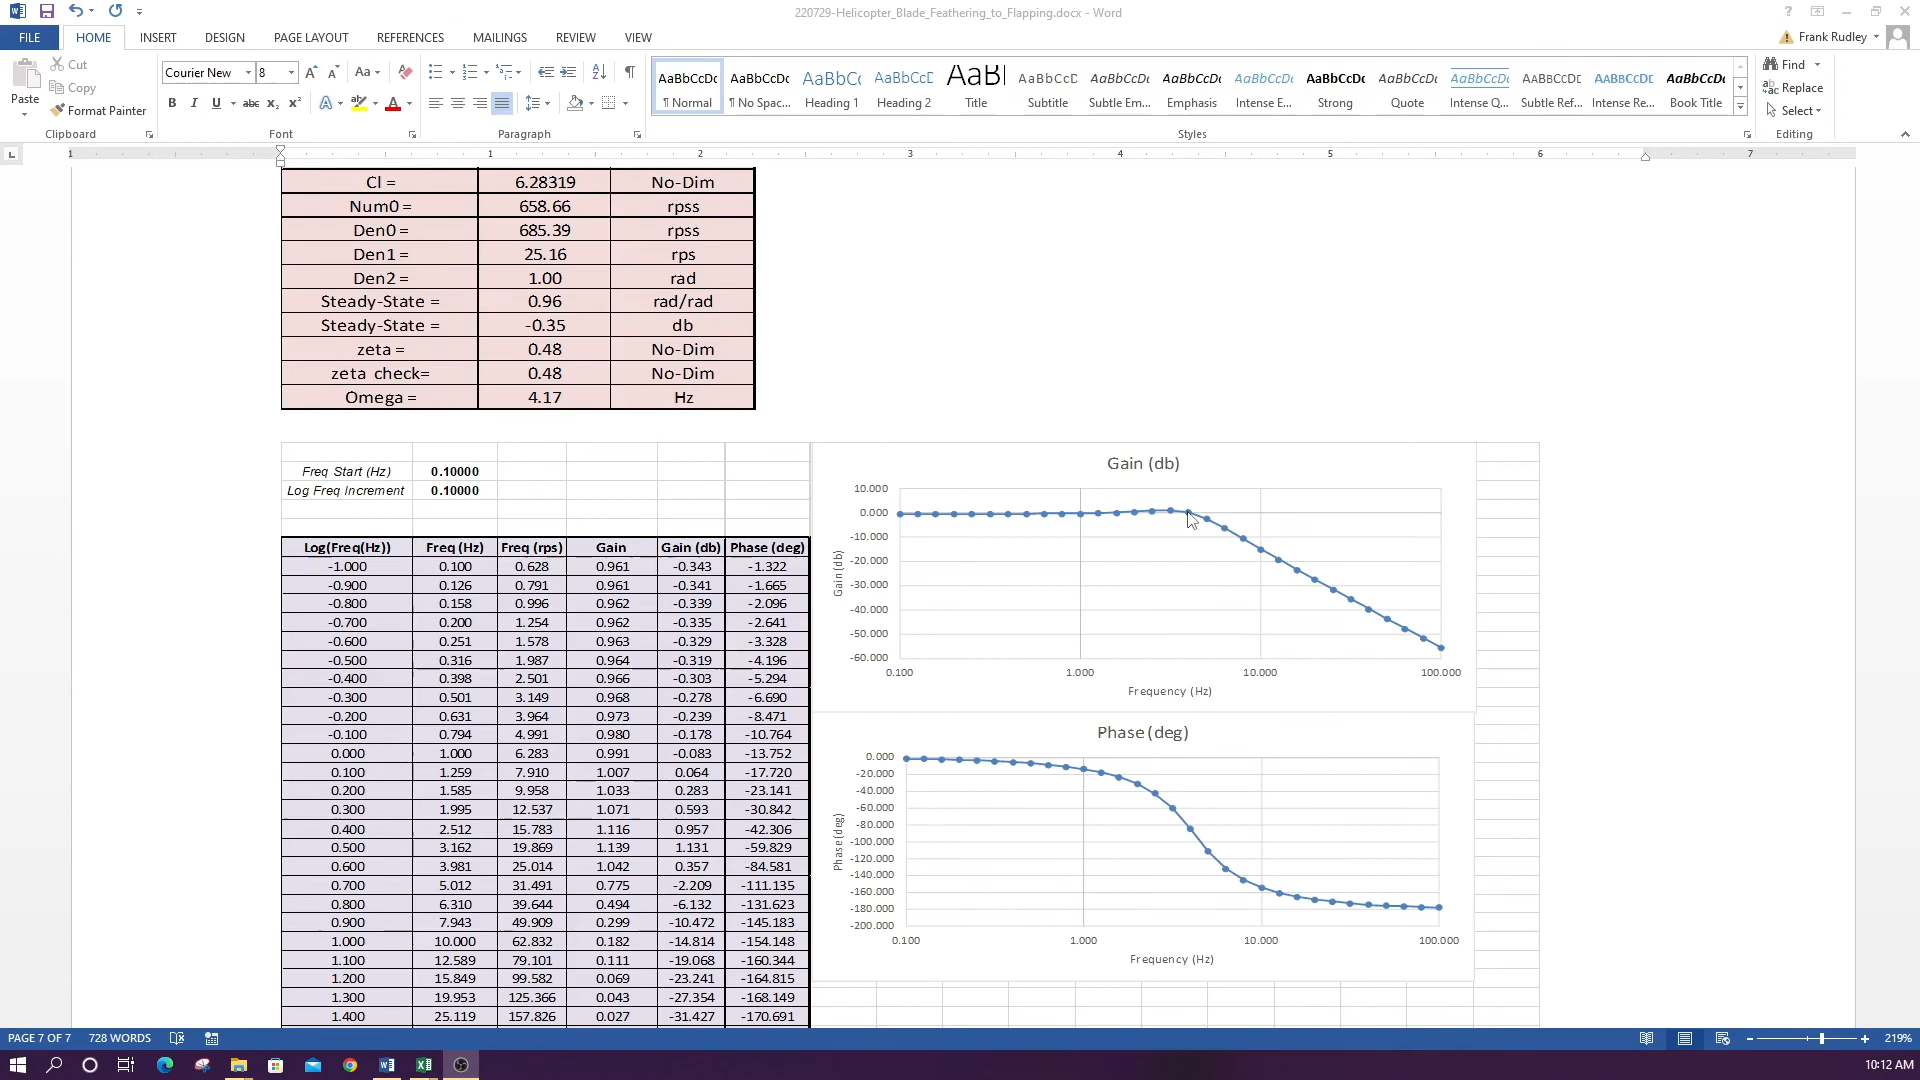 220729-Helicopter_Blade_Feathering_to_Flapping.docx - Word
FILE HOME INSERT DESIGN PAGE LAYOUT REFERENCES MAILINGS REVIEW VIEW
Frank Rudley
Paste
Cut
Copy
Format Painter
Clipboard
Courier New 8
Font
Paragraph
AaBbCcDc AaBbCcDc AaBbC( AaBbCcE AaB| AaBbCcD AaBbCcDc AaBbCcDc AaBbCcDc AaBbCcDc AaBbCcDc AaBbCcDc AABBCCDE AABBCCDE AaBbCcDc
¶ Normal ¶ No Spac... Heading 1 Heading 2 Title Subtitle Subtle Em... Emphasis Intense E... Strong Quote Intense Q... Subtle Ref... Intense Re... Book Title
Styles
Find
Replace
Select
Editing
1 1 2 3 4 5 6 7
Cl = 6.28319 No-Dim
Num0 = 658.66 rpss
Den0 = 685.39 rpss
Den1 = 25.16 rps
Den2 = 1.00 rad
Steady-State = 0.96 rad/rad
Steady-State = -0.35 db
zeta = 0.48 No-Dim
zeta check= 0.48 No-Dim
Omega = 4.17 Hz
Freq Start (Hz) 0.10000
Log Freq Increment 0.10000
Log(Freq(Hz)) Freq (Hz) Freq (rps) Gain Gain (db) Phase (deg)
-1.000 0.100 0.628 0.961 -0.343 -1.322
-0.900 0.126 0.791 0.961 -0.341 -1.665
-0.800 0.158 0.996 0.962 -0.339 -2.096
-0.700 0.200 1.254 0.962 -0.335 -2.641
-0.600 0.251 1.578 0.963 -0.329 -3.328
-0.500 0.316 1.987 0.964 -0.319 -4.196
-0.400 0.398 2.501 0.966 -0.303 -5.294
-0.300 0.501 3.149 0.968 -0.278 -6.690
-0.200 0.631 3.964 0.973 -0.239 -8.471
-0.100 0.794 4.991 0.980 -0.178 -10.764
0.000 1.000 6.283 0.991 -0.083 -13.752
0.100 1.259 7.910 1.007 0.064 -17.720
0.200 1.585 9.958 1.033 0.283 -23.141
0.300 1.995 12.537 1.071 0.593 -30.842
0.400 2.512 15.783 1.116 0.957 -42.306
0.500 3.162 19.869 1.139 1.131 -59.829
0.600 3.981 25.014 1.042 0.357 -84.581
0.700 5.012 31.491 0.775 -2.209 -111.135
0.800 6.310 39.644 0.494 -6.132 -131.623
0.900 7.943 49.909 0.299 -10.472 -145.183
1.000 10.000 62.832 0.182 -14.814 -154.148
1.100 12.589 79.101 0.111 -19.068 -160.344
1.200 15.849 99.582 0.069 -23.241 -164.815
1.300 19.953 125.366 0.043 -27.354 -168.149
1.400 25.119 157.826 0.027 -31.427 -170.691
Gain (db)
Gain (db)
10.000
0.000
-10.000
-20.000
-30.000
-40.000
-50.000
-60.000
0.100 1.000 10.000 100.000
Frequency (Hz)
Phase (deg)
Phase (deg)
0.000
-20.000
-40.000
-60.000
-80.000
-100.000
-120.000
-140.000
-160.000
-180.000
-200.000
0.100 1.000 10.000 100.000
Frequency (Hz)
PAGE 7 OF 7 728 WORDS
219%
10:12 AM